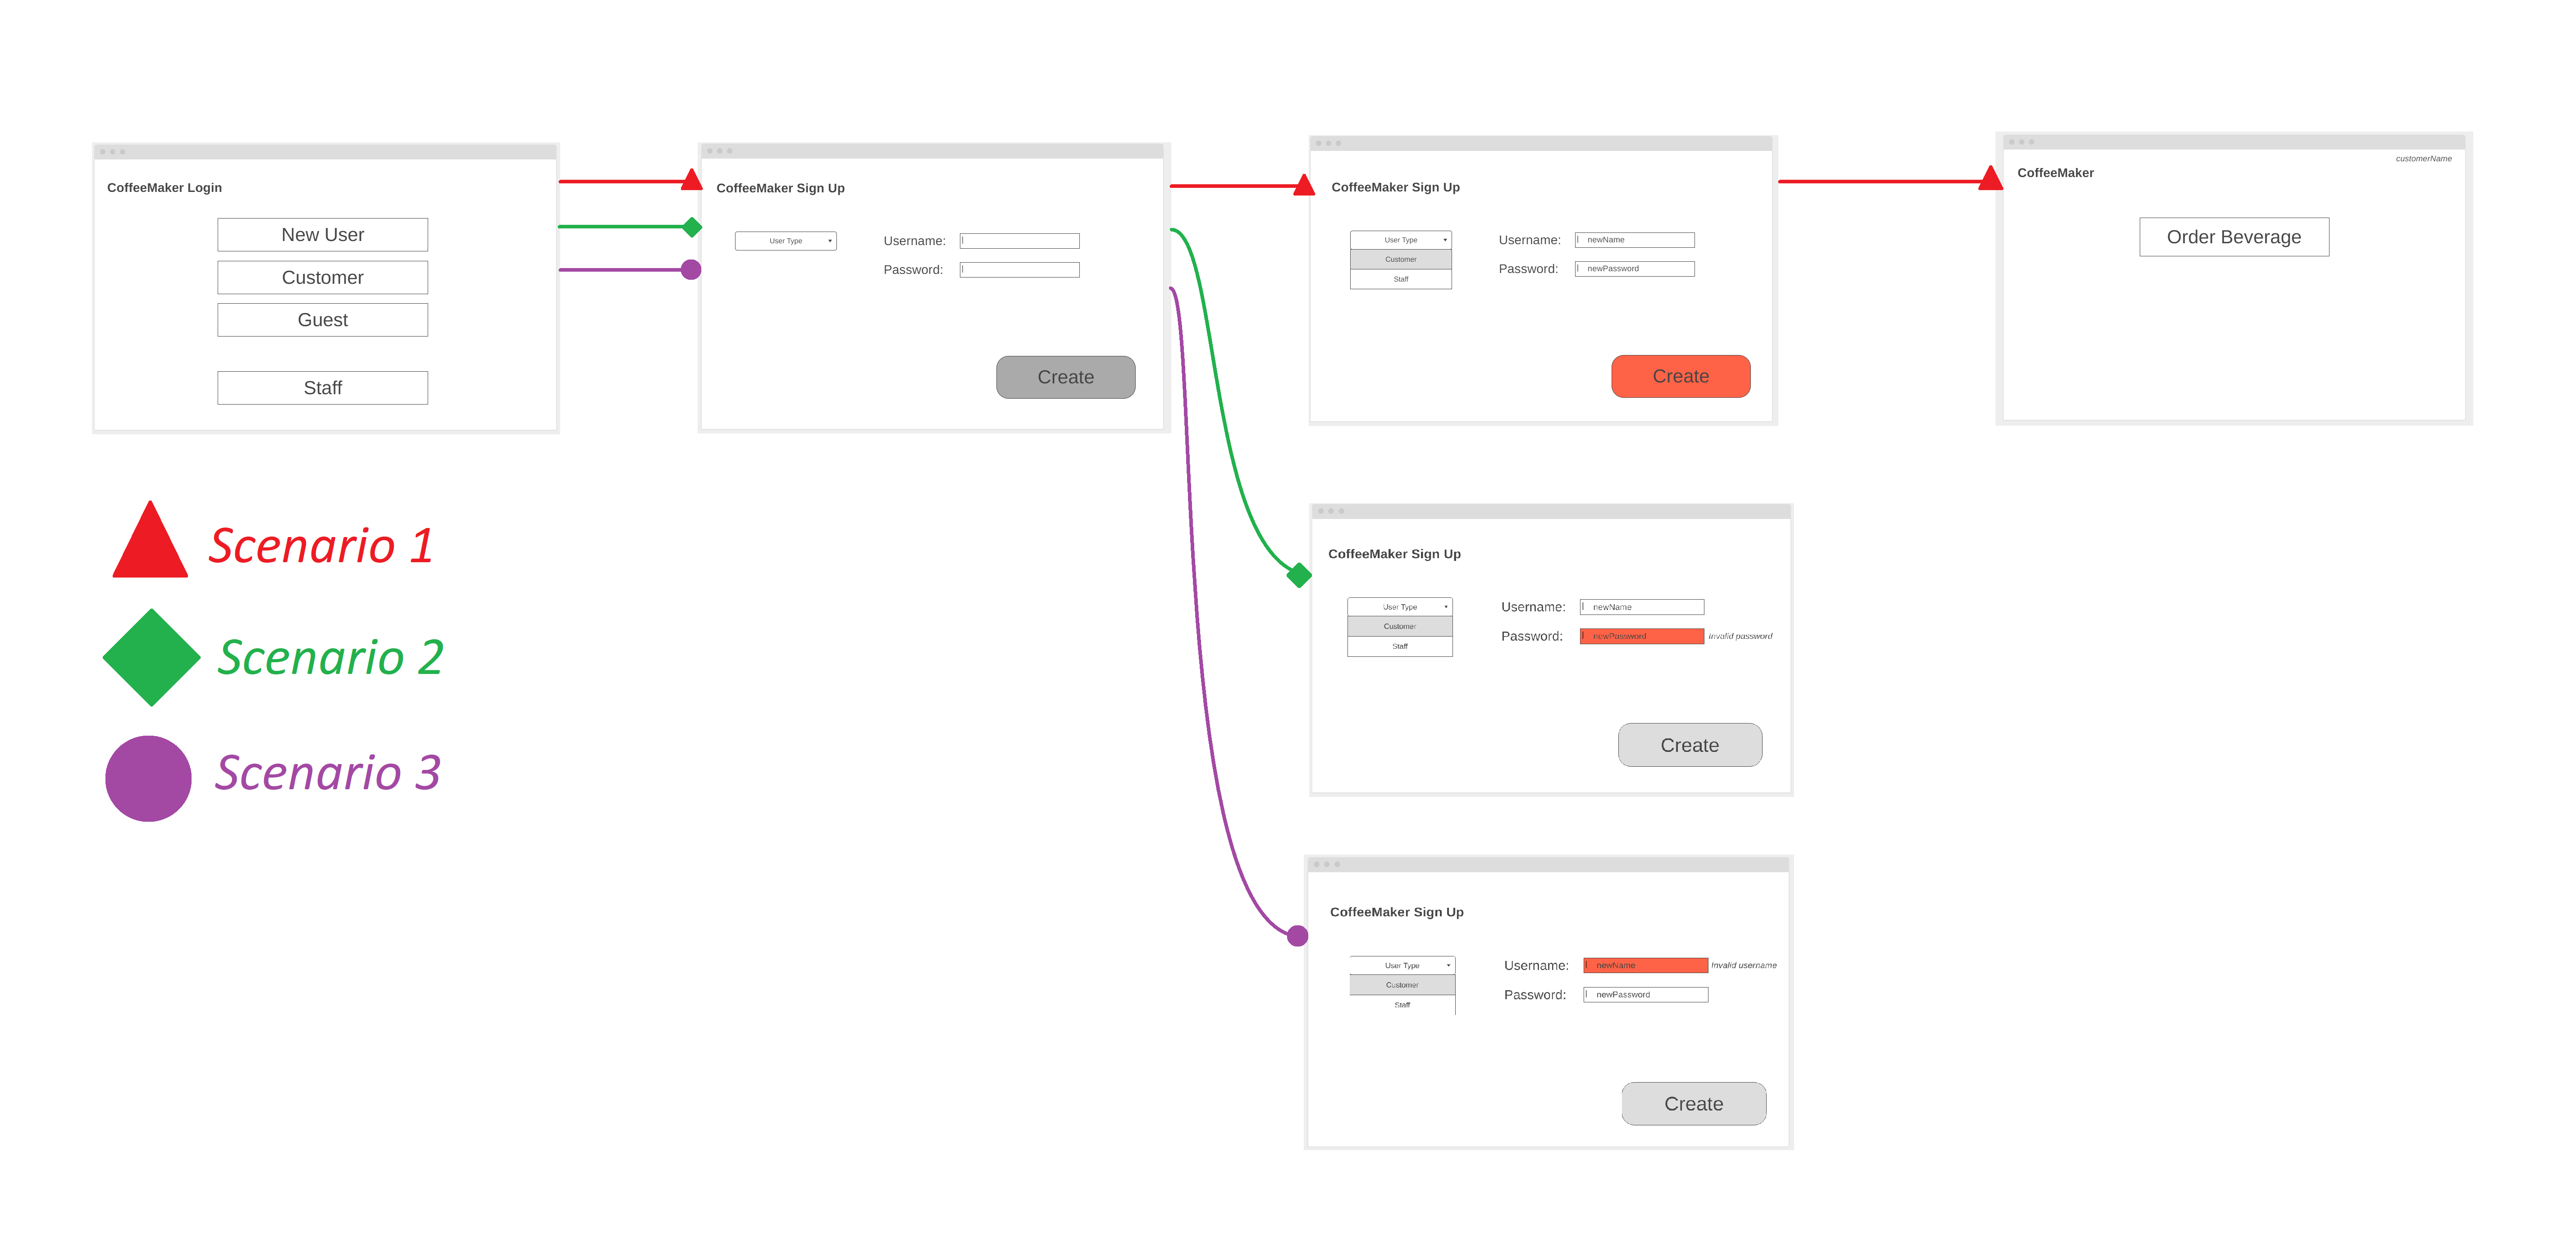 CoffeeMaker Login
New User
Customer
Guest
Staff
CoffeeMaker Sign Up
User Type
Username:
Password:
Create
CoffeeMaker Sign Up
User Type
Customer
Staff
Username: newName
Password: newPassword
Create
customerName
CoffeeMaker
Order Beverage
Scenario 1
Scenario 2
Scenario 3
CoffeeMaker Sign Up
User Type
Customer
Staff
Username: newName
Password: newPassword Invalid password
Create
CoffeeMaker Sign Up
User Type
Customer
Staff
Username: newName Invalid username
Password: newPassword
Create